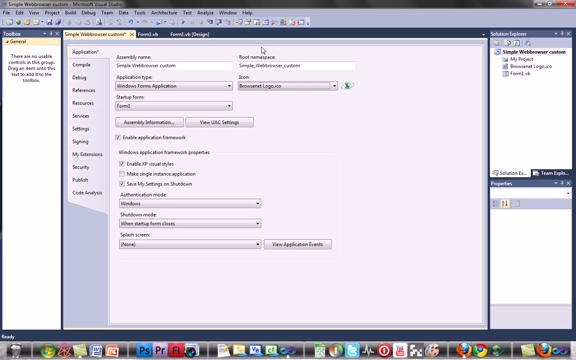 Simple Webbrowser custom - Microsoft Visual Studio
File Edit View Project Build Debug Team Data Tools Architecture Test Analyze Window Help
Toolbox
General
There are no usable controls in this group. Drag an item onto this text to add it to the toolbox.
Simple Webbrowser custom* Form1.vb Form1.vb [Design]
Application*
Compile
Debug
References
Resources
Services
Settings
Signing
My Extensions
Security
Publish
Code Analysis
Assembly name: Root namespace:
Simple Webbrowser custom Simple_Webbrowser_custom
Application type: Icon:
Windows Forms Application Browsenet Logo.ico
Startup form:
Form1
Assembly Information... View UAC Settings
Enable application framework
Windows application framework properties
Enable XP visual styles
Make single instance application
Save My.Settings on Shutdown
Authentication mode:
Windows
Shutdown mode:
When startup form closes
Splash screen:
(None) View Application Events
Solution Explorer
Simple Webbrowser custom
My Project
Browsenet Logo.ico
Form1.vb
Solution Ex... Team Explo...
Properties
Ready
Ps Pr Fl